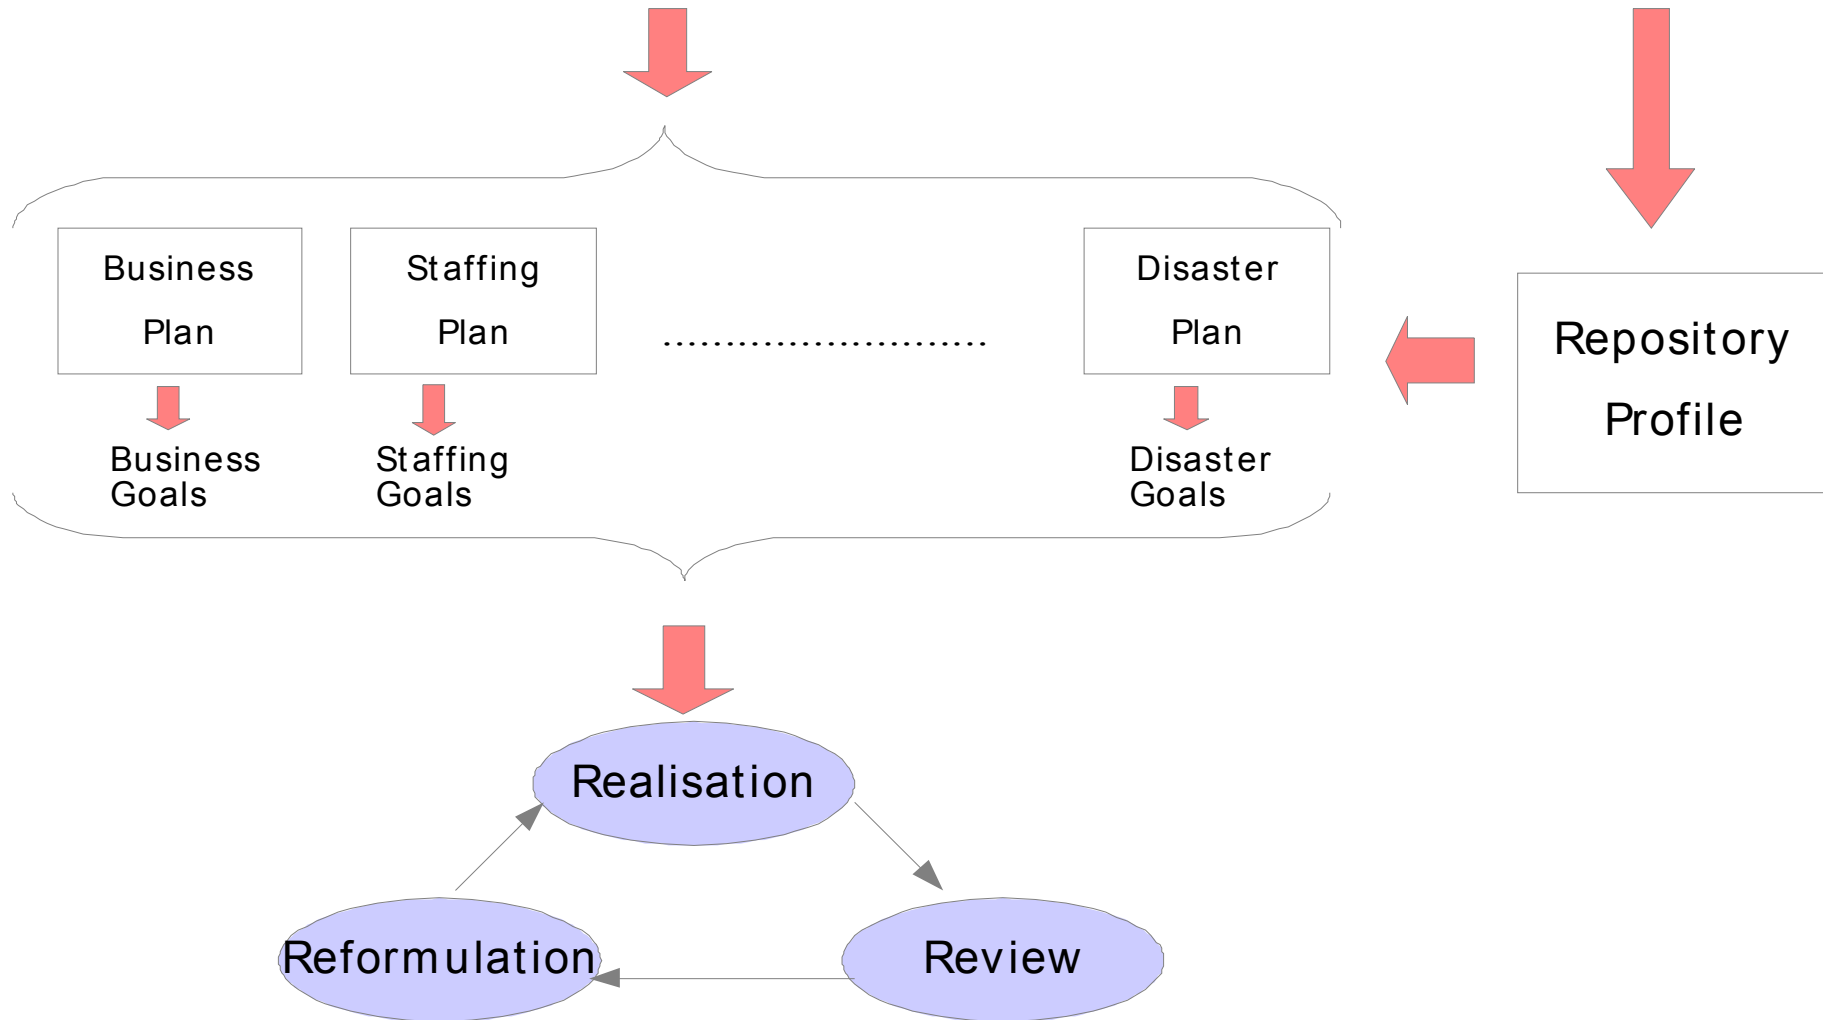 Business
Plan
Staffing
Plan
........................
Disaster
Plan
Repository
Profile
Business
Goals
Staffing
Goals
Disaster
Goals
Realisation
Reformulation
Review